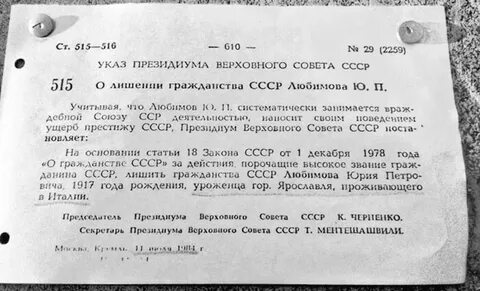 Ст. 515—516 — 610 — № 29 (2259)
УКАЗ ПРЕЗИДИУМА ВЕРХОВНОГО СОВЕТА СССР
515 О лишении гражданства СССР Любимова Ю. П.
Учитывая, что Любимов Ю. П. систематически занимается враж-
дебной Союзу ССР деятельностью, наносит своим поведением
ущерб престижу СССР, Президиум Верховного Совета СССР поста-
новляет:
На основании статьи 18 Закона СССР от 1 декабря 1978 года
«О гражданстве СССР» за действия, порочащие высокое звание граж-
данина СССР, лишить гражданства СССР Любимова Юрия Петро-
вича, 1917 года рождения, уроженца гор. Ярославля, проживающего
в Италии.
Председатель Президиума Верховного Совета СССР К. ЧЕРНЕНКО.
Секретарь Президиума Верховного Совета СССР Т. МЕНТЕШАШВИЛИ.
Москва, Кремль. 11 июля 1984 г.